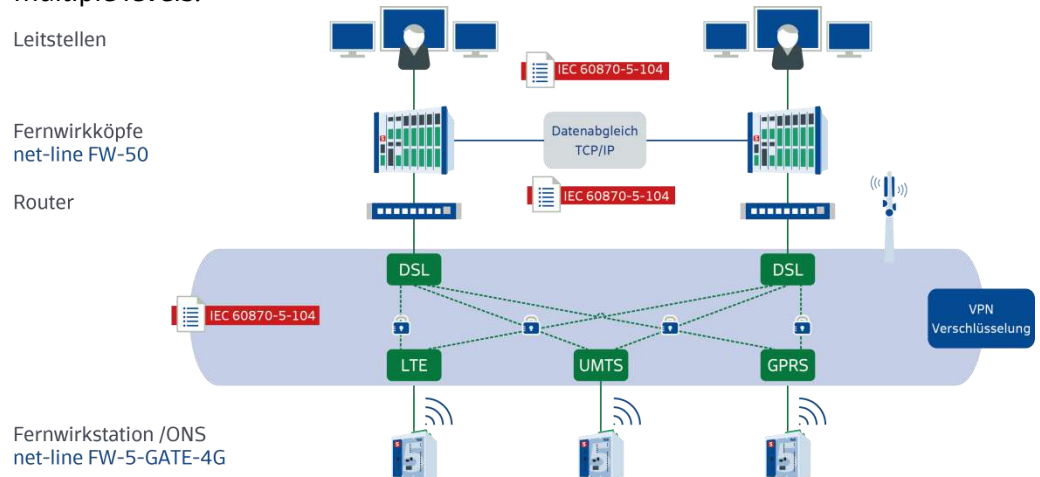 multiple levels.
Leitstellen
IEC 60870-5-104
Fernwirkköpfe
net-line FW-50
Datenabgleich
TCP/IP
IEC 60870-5-104
Router
DSL
DSL
IEC 60870-5-104
VPN
Verschlüsselung
LTE
UMTS
GPRS
Fernwirkstation /ONS
net-line FW-5-GATE-4G